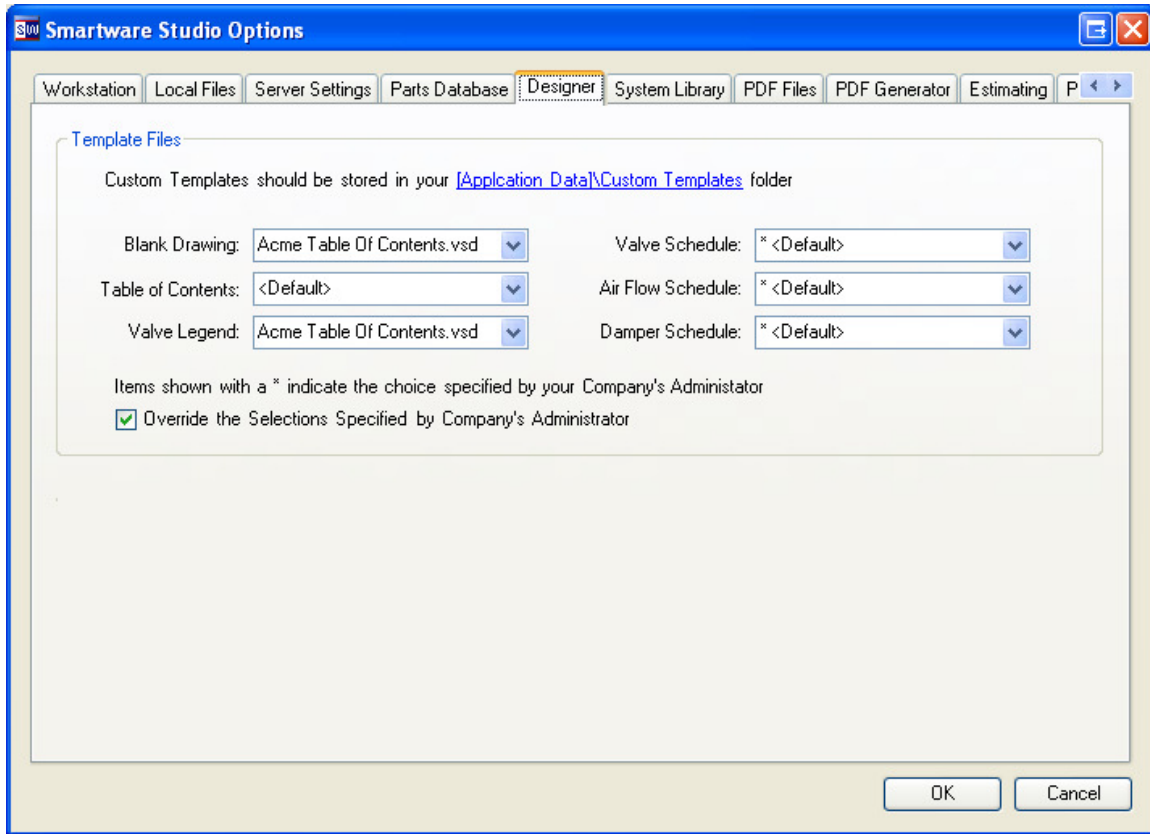 SW Smartware Studio Options
Workstation Local Files Server Settings Parts Database Designer System Library PDF Files PDF Generator Estimating P
Template Files
Custom Templates should be stored in your [Applcation Data]\Custom Templates folder
Blank Drawing: Acme Table Of Contents.vsd Valve Schedule: * <Default>
Table of Contents: <Default> Air Flow Schedule: * <Default>
Valve Legend: Acme Table Of Contents.vsd Damper Schedule: * <Default>
Items shown with a * indicate the choice specified by your Company's Administator
Override the Selections Specified by Company's Administrator
OK Cancel